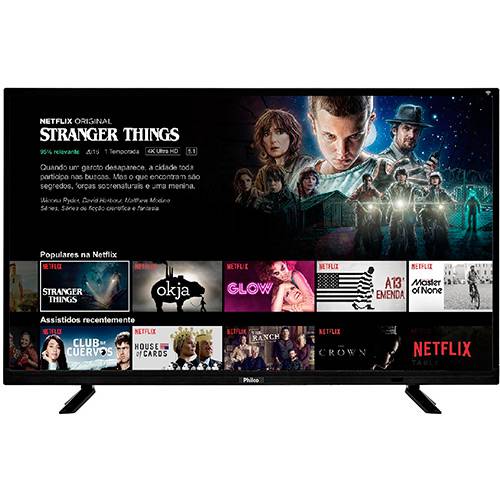 NETFLIX ORIGINAL
STRANGER THINGS
95% relevante 2016 1 Temporada 4K Ultra HD 5.1
Quando um garoto desaparece, a cidade toda
participa nas buscas. Mas o que encontram são
segredos, forças sobrenaturais e uma menina.
Winona Ryder, David Harbour, Matthew Modine
Séries, Séries de ficção científica e fantasia
Populares na Netflix
NETFLIX NETFLIX NETFLIX NETFLIX NETFLIX
STRANGER THINGS
okja
GLOW
A 13ª EMENDA
Master of None
Assistidos recentemente
NETFLIX NETFLIX NETFLIX NETFLIX
CLUB de CUERVOS
HOUSE of CARDS
THE RANCH
THE CROWN
NETFLIX
Philco